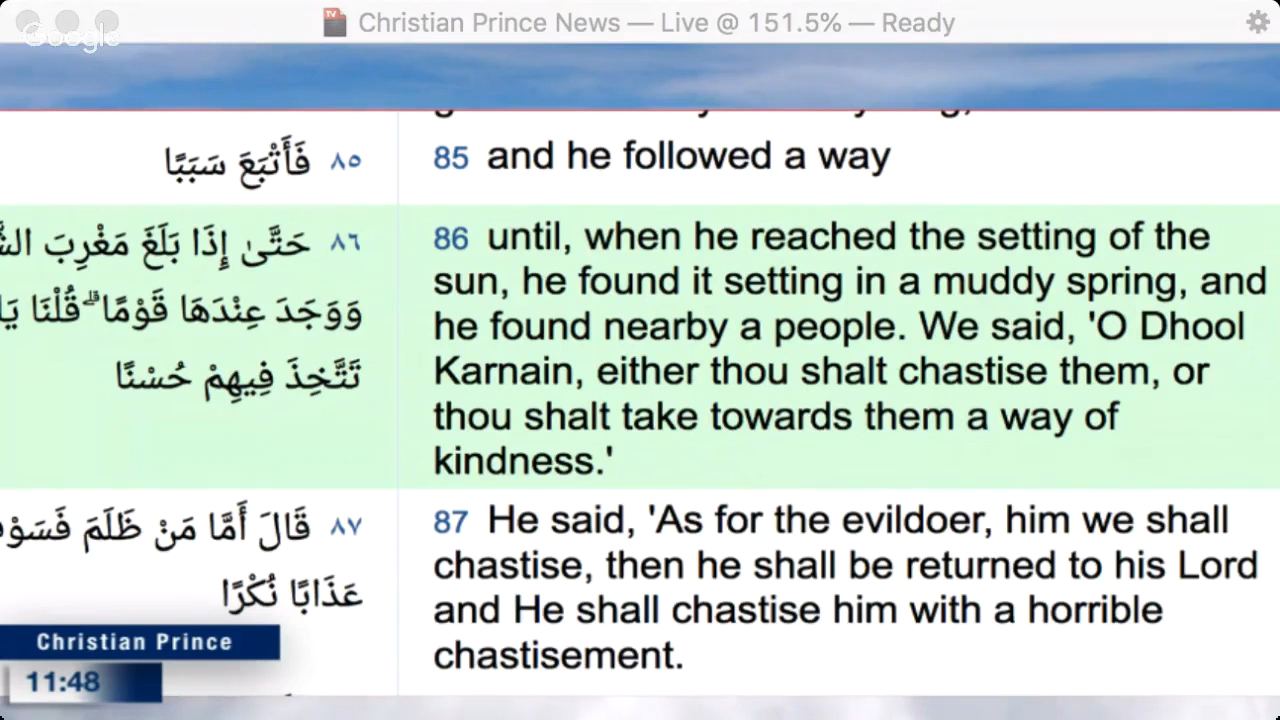 Christian Prince News — Live @ 151.5% — Ready
Google
٨٥ فَأَتْبَعَ سَبَبًا
85 and he followed a way
٨٦ حَتَّىٰ إِذَا بَلَغَ مَغْرِبَ
وَوَجَدَ عِنْدَهَا قَوْمًا ۗ قُلْنَا
تَتَّخِذَ فِيهِمْ حُسْنًا
86 until, when he reached the setting of the
sun, he found it setting in a muddy spring, and
he found nearby a people. We said, 'O Dhool
Karnain, either thou shalt chastise them, or
thou shalt take towards them a way of
kindness.'
٨٧ قَالَ أَمَّا مَنْ ظَلَمَ
عَذَابًا نُكْرًا
87 He said, 'As for the evildoer, him we shall
chastise, then he shall be returned to his Lord
and He shall chastise him with a horrible
chastisement.
Christian Prince
11:48